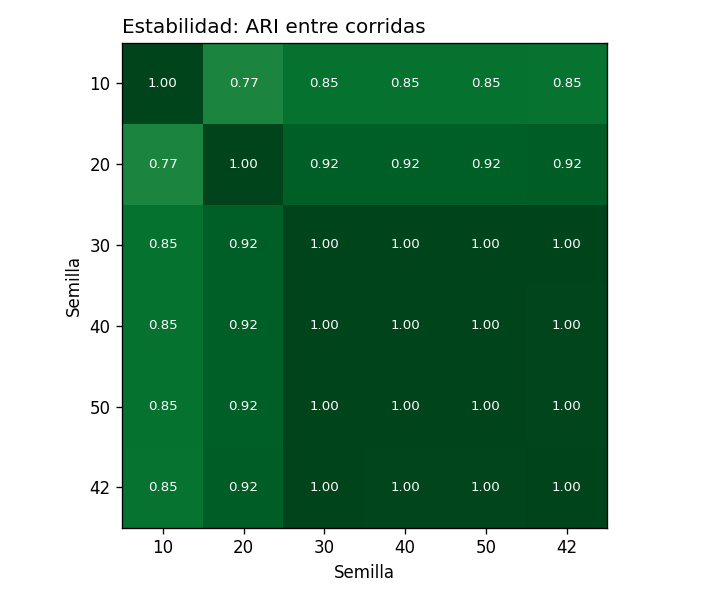 Estabilidad: ARI entre corridas
10 1.00 0.77 0.85 0.85 0.85 0.85
20 0.77 1.00 0.92 0.92 0.92 0.92
30 0.85 0.92 1.00 1.00 1.00 1.00
40 0.85 0.92 1.00 1.00 1.00 1.00
50 0.85 0.92 1.00 1.00 1.00 1.00
42 0.85 0.92 1.00 1.00 1.00 1.00
Semilla
10 20 30 40 50 42
Semilla